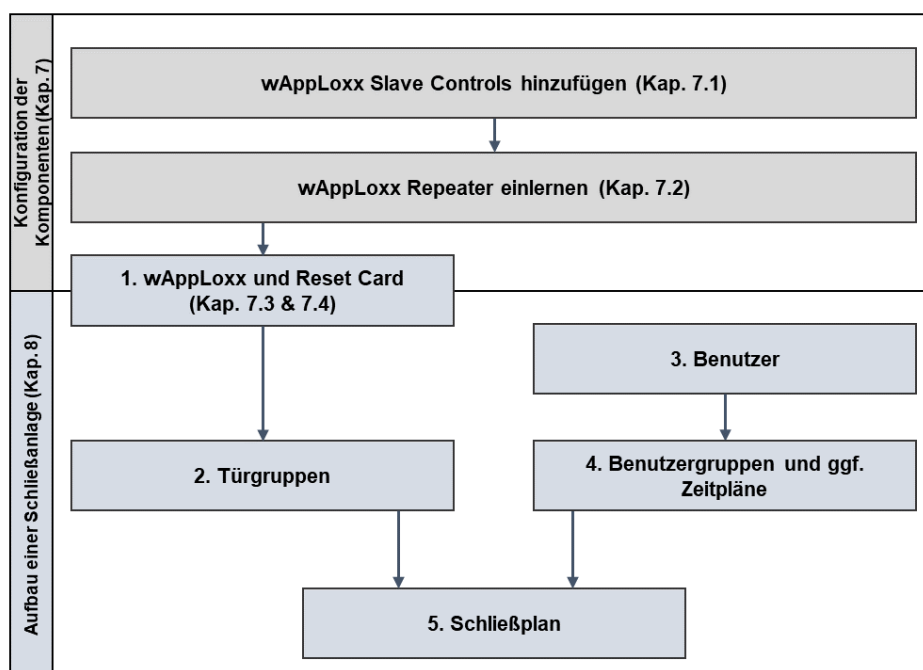 Konfiguration der
Komponenten (Kap. 7)
wAppLoxx Slave Controls hinzufügen (Kap. 7.1)
wAppLoxx Repeater einlernen (Kap. 7.2)
1. wAppLoxx und Reset Card
(Kap. 7.3 & 7.4)
Aufbau einer Schließanlage (Kap. 8)
3. Benutzer
2. Türgruppen
4. Benutzergruppen und ggf.
Zeitpläne
5. Schließplan